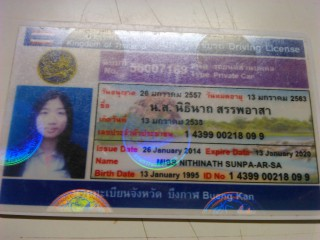 Driving License
No. 56007169
Private Car
วันอนุญาต 26 มกราคม 2557 วันหมดอายุ 13 มกราคม 2563
ชื่อ น.ส. นิธินาถ สรรพอาสา
13 มกราคม 2538
1 4399 00218 09 9
Issue Date 26 January 2014 Expire Date 13 January 2020
Name MISS NITHINATH SUNPA-AR-SA
Birth Date 13 January 1995 ID No 1 4399 00218 09 9
นายทะเบียนจังหวัด บึงกาฬ Bueng Kan